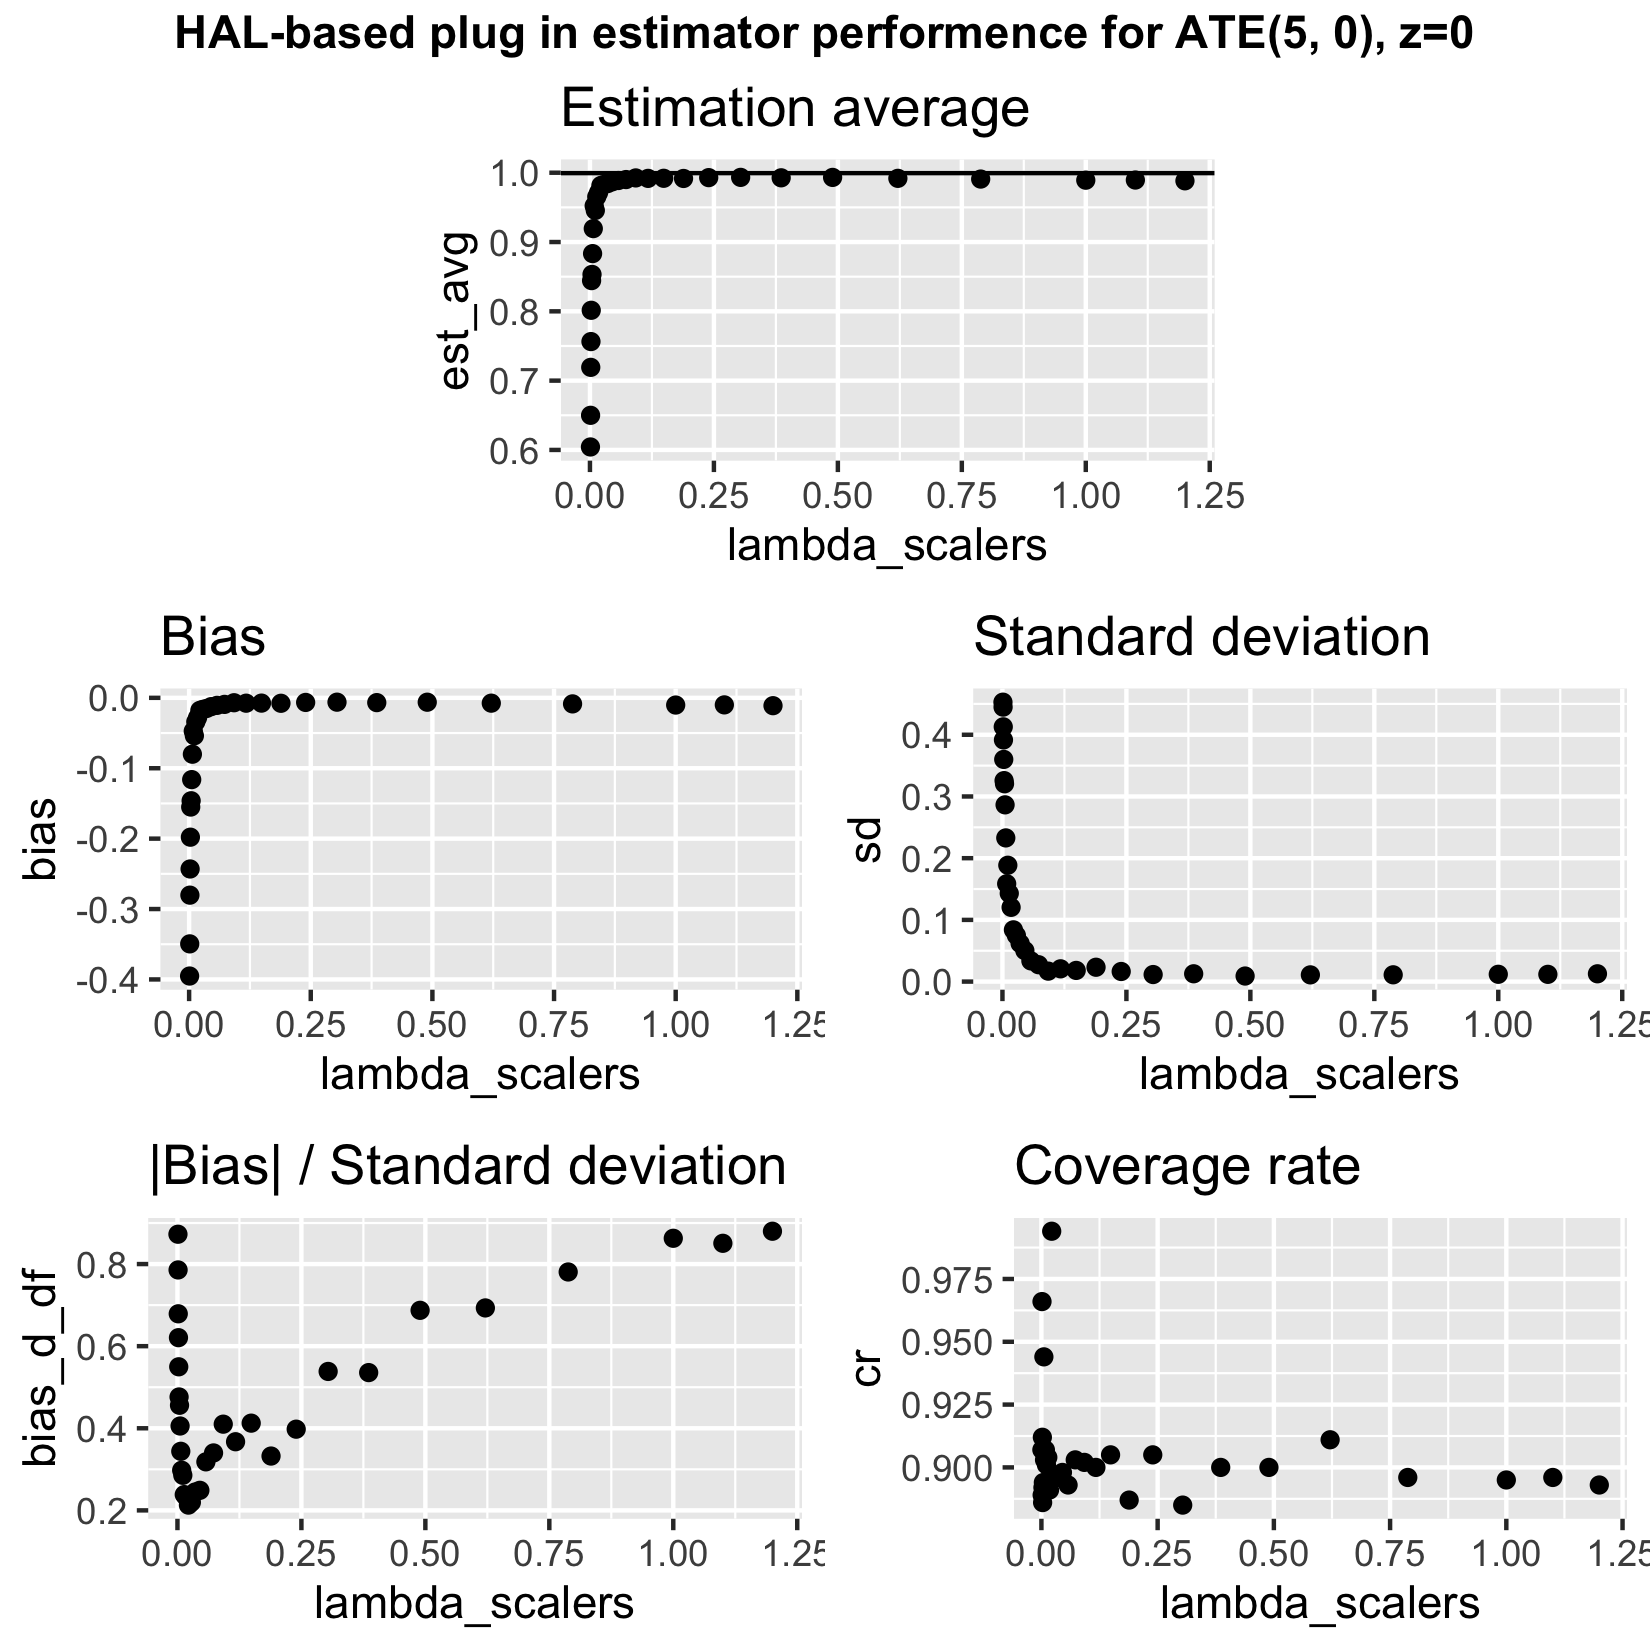 HAL-based plug in estimator performence for ATE(5, 0), z=0
Estimation average
1.0
0.9
0.8
0.7
0.6
est_avg
0.00 0.25 0.50 0.75 1.00 1.25
lambda_scalers
Bias
0.0
-0.1
-0.2
-0.3
-0.4
bias
0.00 0.25 0.50 0.75 1.00 1.25
lambda_scalers
Standard deviation
0.4
0.3
0.2
0.1
0.0
sd
0.00 0.25 0.50 0.75 1.00 1.25
lambda_scalers
|Bias| / Standard deviation
0.8
0.6
0.4
0.2
bias_d_df
0.00 0.25 0.50 0.75 1.00 1.25
lambda_scalers
Coverage rate
0.975
0.950
0.925
0.900
cr
0.00 0.25 0.50 0.75 1.00 1.25
lambda_scalers